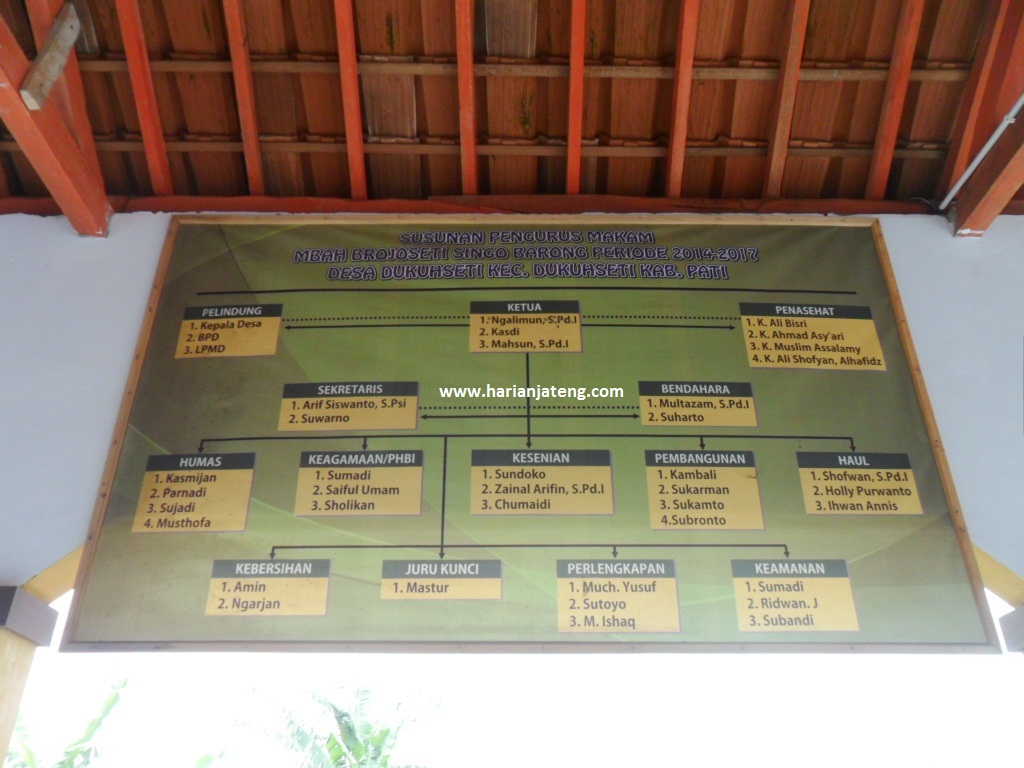 SUSUNAN PENGURUS MAKAM
MBAH BROJOSETI SINGO BARONG PERIODE 2014-2017
DESA DUKUHSETI KEC. DUKUHSETI KAB. PATI
PELINDUNG
1. Kepala Desa
2. BPD
3. LPMD
KETUA
1. Ngalimun, S.Pd.I
2. Kasdi
3. Mahsun, S.Pd.I
PENASEHAT
1. K. Ali Bisri
2. K. Ahmad Asy'ari
3. K. Muslim Assalamy
4. K. Ali Shofyan, Alhafidz
SEKRETARIS
1. Arif Siswanto, S.Psi
2. Suwarno
www.harianjateng.com
BENDAHARA
1. Multazam, S.Pd.I
2. Suharto
HUMAS
1. Kasmijan
2. Parnadi
3. Sujadi
4. Musthofa
KEAGAMAAN/PHBI
1. Sumadi
2. Saiful Umam
3. Sholikan
KESENIAN
1. Sundoko
2. Zainal Arifin, S.Pd.I
3. Chumaidi
PEMBANGUNAN
1. Kambali
2. Sukarman
3. Sukamto
4.Subronto
HAUL
1. Shofwan, S.Pd.I
2. Holly Purwanto
3. Ihwan Annis
KEBERSIHAN
1. Amin
2. Ngarjan
JURU KUNCI
1. Mastur
PERLENGKAPAN
1. Much. Yusuf
2. Sutoyo
3. M. Ishaq
KEAMANAN
1. Sumadi
2. Ridwan. J
3. Subandi